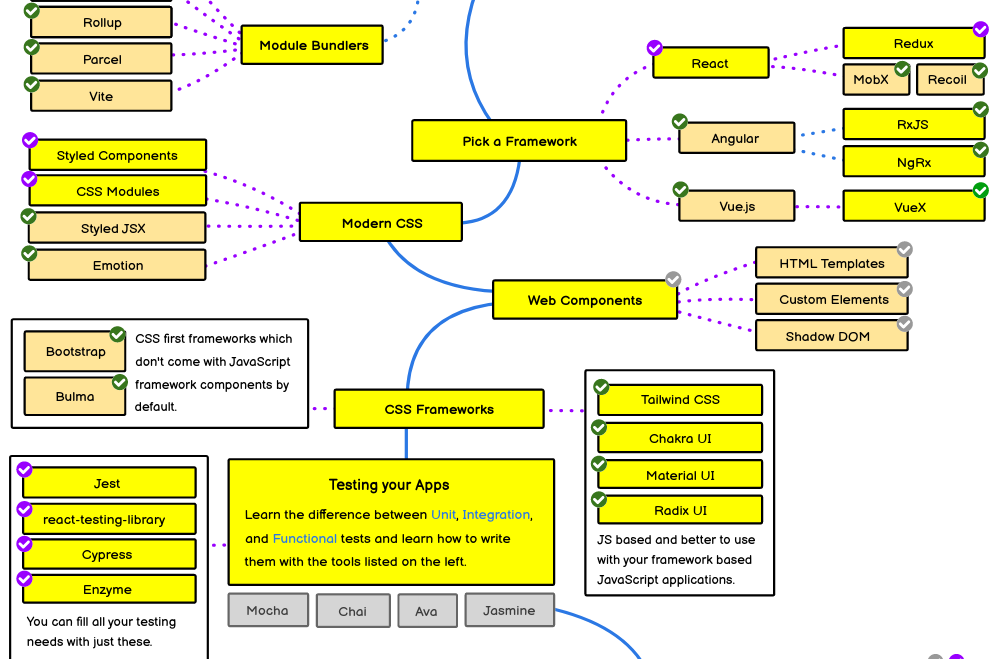 Rollup
Parcel
Vite
Module Bundlers
React
Redux
MobX
Recoil
Pick a Framework
Angular
RxJS
NgRx
Vue.js
VueX
Styled Components
CSS Modules
Styled JSX
Emotion
Modern CSS
Web Components
HTML Templates
Custom Elements
Shadow DOM
Bootstrap
Bulma
CSS first frameworks which
don't come with JavaScript
framework components by
default.
CSS Frameworks
Tailwind CSS
Chakra UI
Material UI
Radix UI
JS based and better to use
with your framework based
JavaScript applications.
Jest
react-testing-library
Cypress
Enzyme
You can fill all your testing
needs with just these.
Testing your Apps
Learn the difference between Unit, Integration,
and Functional tests and learn how to write
them with the tools listed on the left.
Mocha
Chai
Ava
Jasmine